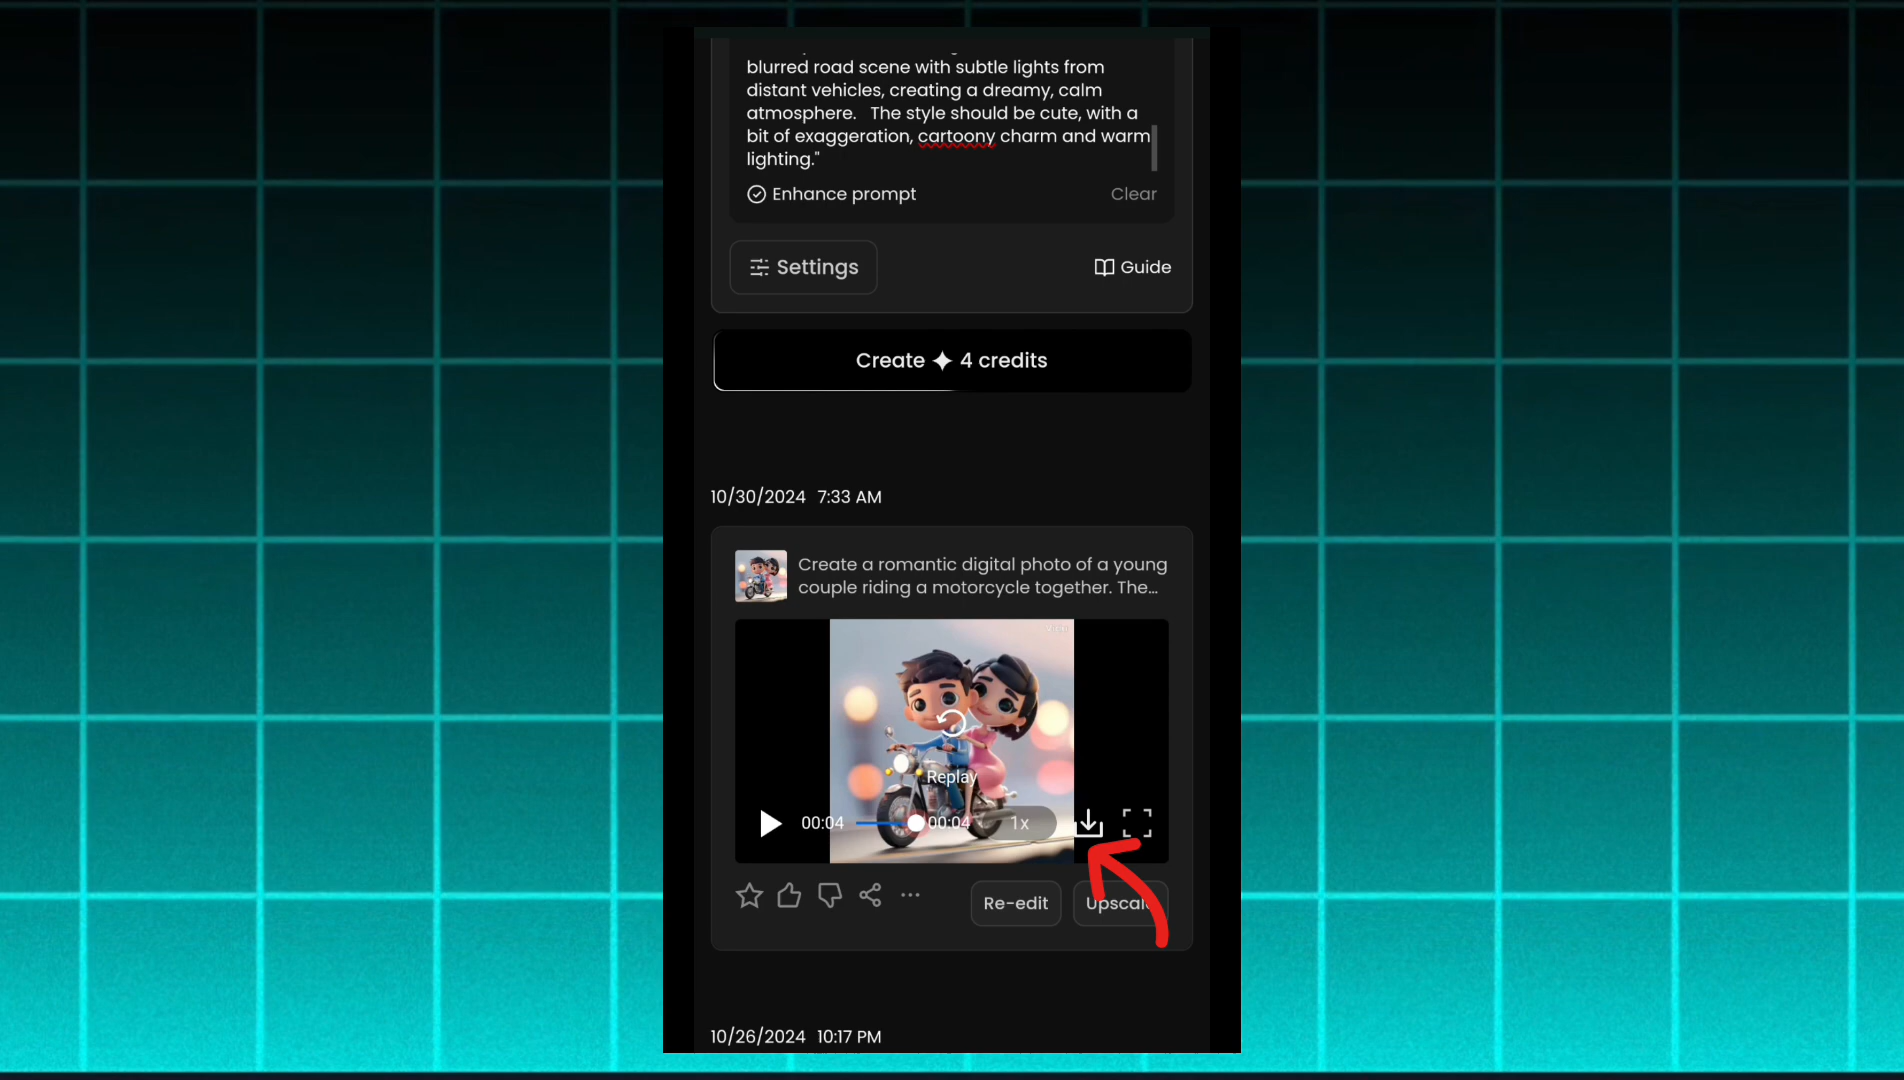 blurred road scene with subtle lights from
distant vehicles, creating a dreamy, calm
atmosphere.   The style should be cute, with a
bit of exaggeration, cartoony charm and warm
lighting."
Enhance prompt
Clear
Settings
Guide
Create 4 credits
10/30/2024 7:33 AM
Create a romantic digital photo of a young
couple riding a motorcycle together. The...
Replay
00:04 00:04 1x
Re-edit
Upscale
10/26/2024 10:17 PM